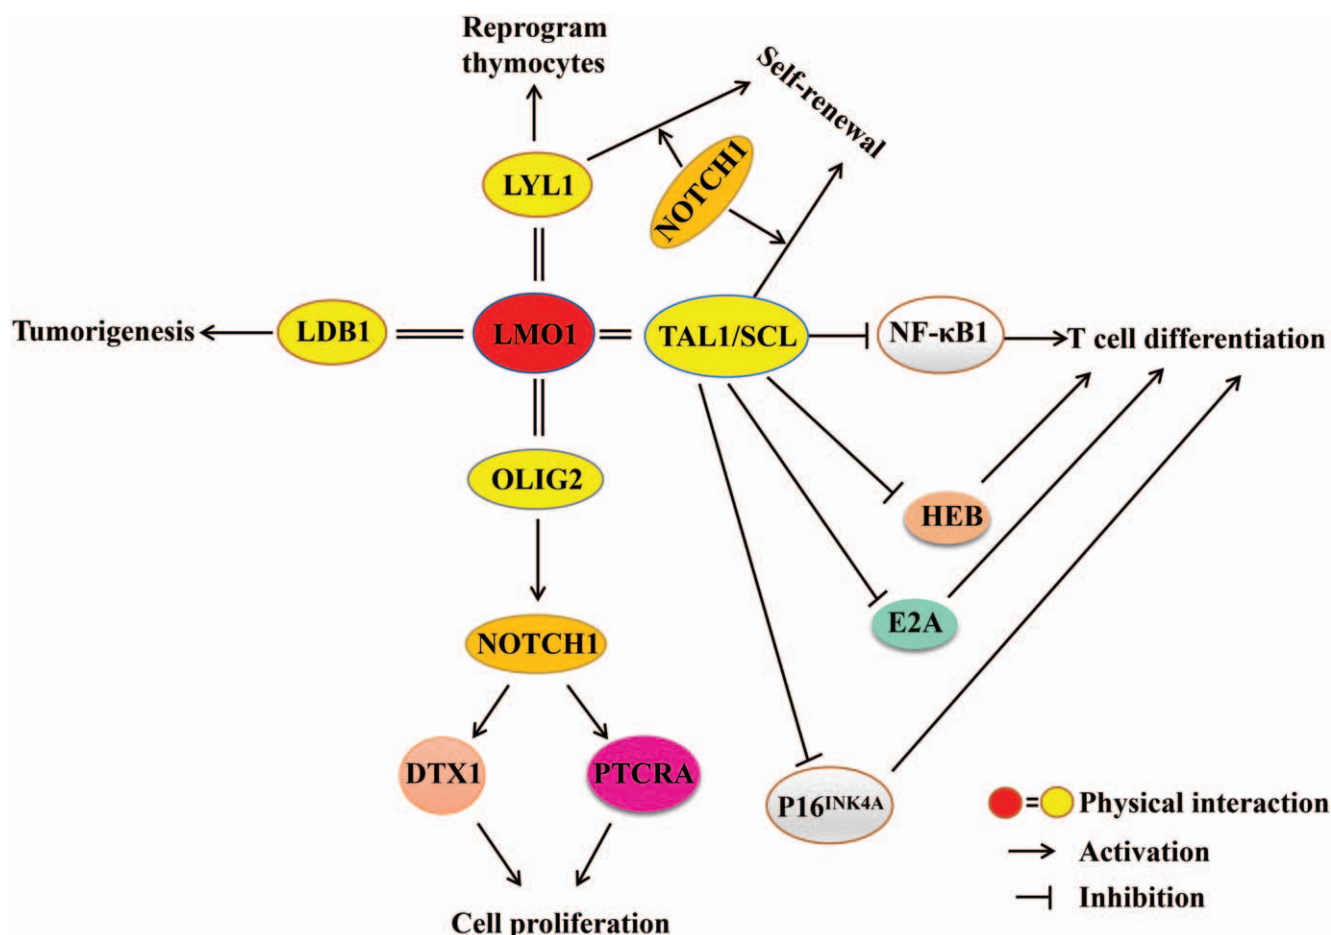 Reprogram
thymocytes
Self-renewal
LYL1
NOTCH1
Tumorigenesis
LDB1
LMO1
TAL1/SCL
NF-κB1
T cell differentiation
OLIG2
HEB
E2A
NOTCH1
DTX1
PTCRA
P16INK4A
= Physical interaction
Activation
Inhibition
Cell proliferation